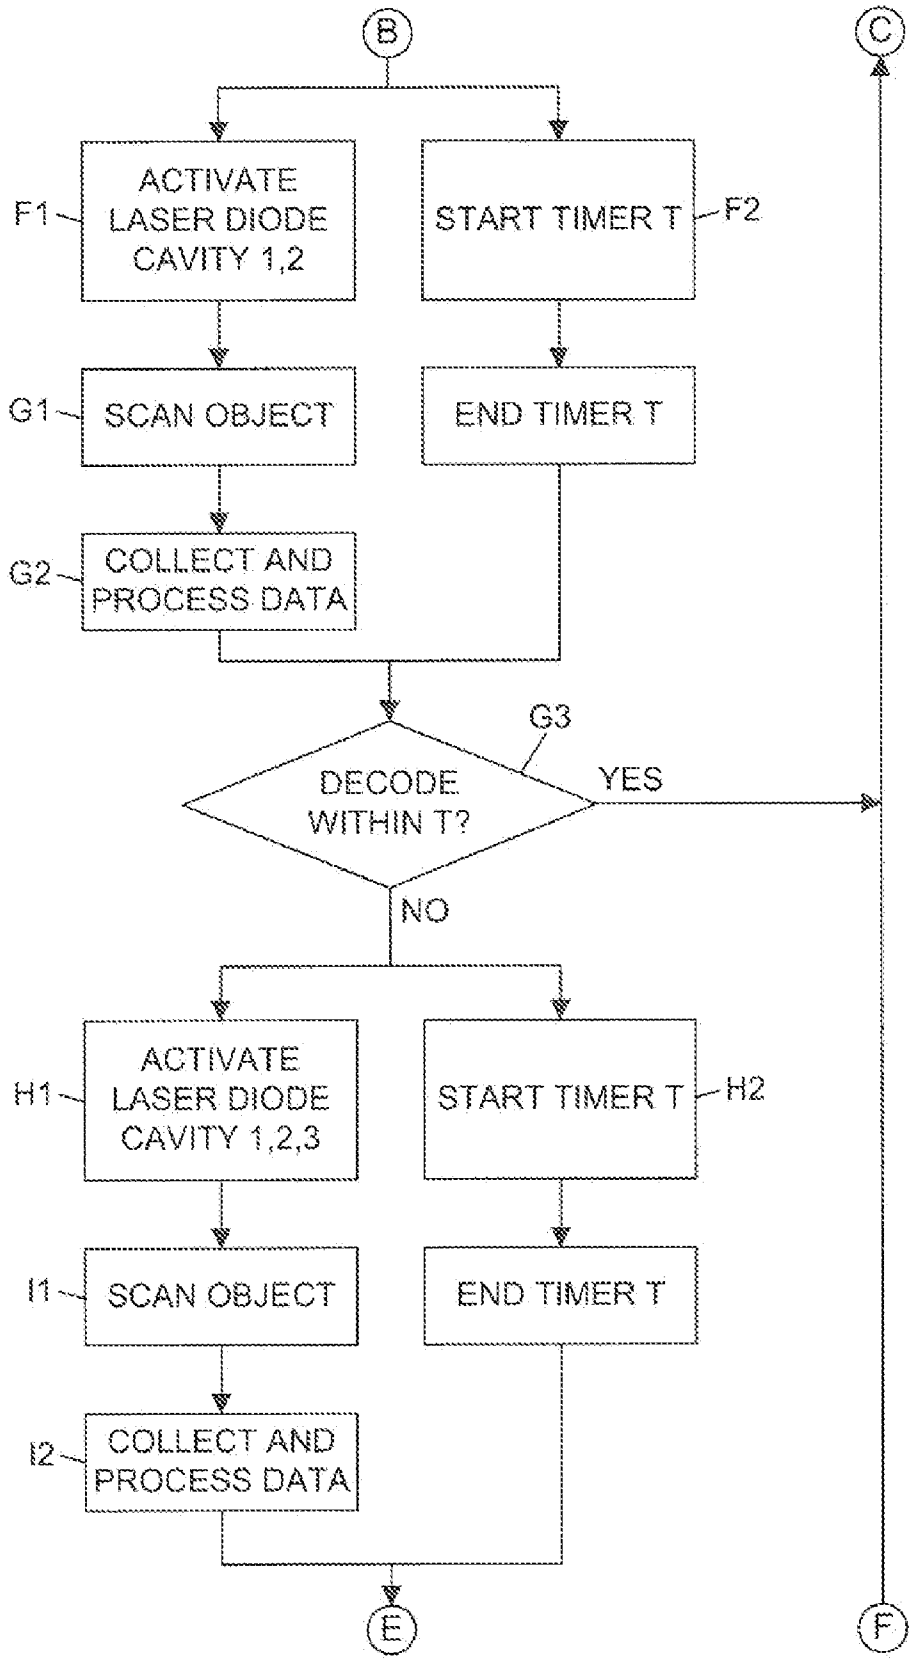 B
C
ACTIVATE
LASER DIODE
CAVITY 1,2
F1
START TIMER T
F2
SCAN OBJECT
G1
END TIMER T
COLLECT AND
PROCESS DATA
G2
G3
DECODE
WITHIN T?
YES
NO
ACTIVATE
LASER DIODE
CAVITY 1,2,3
H1
START TIMER T
H2
SCAN OBJECT
I1
END TIMER T
COLLECT AND
PROCESS DATA
I2
E
F